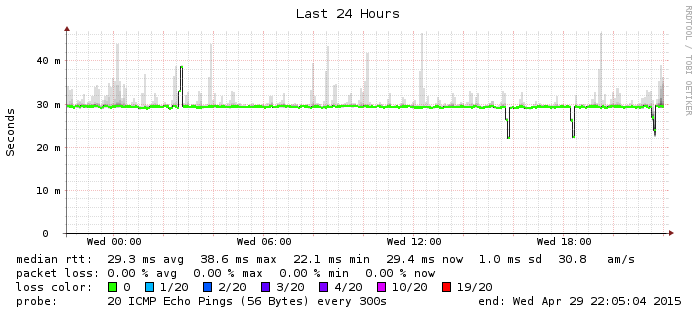 Last 24 Hours
RRDTOOL / TOBI OETIKER
Seconds
40 m
30 m
20 m
10 m
0
Wed 00:00 Wed 06:00 Wed 12:00 Wed 18:00
median rtt: 29.3 ms avg 38.6 ms max 22.1 ms min 29.4 ms now 1.0 ms sd 30.8 am/s
packet loss: 0.00 % avg 0.00 % max 0.00 % min 0.00 % now
loss color: 0 1/20 2/20 3/20 4/20 10/20 19/20
probe: 20 ICMP Echo Pings (56 Bytes) every 300s end: Wed Apr 29 22:05:04 2015